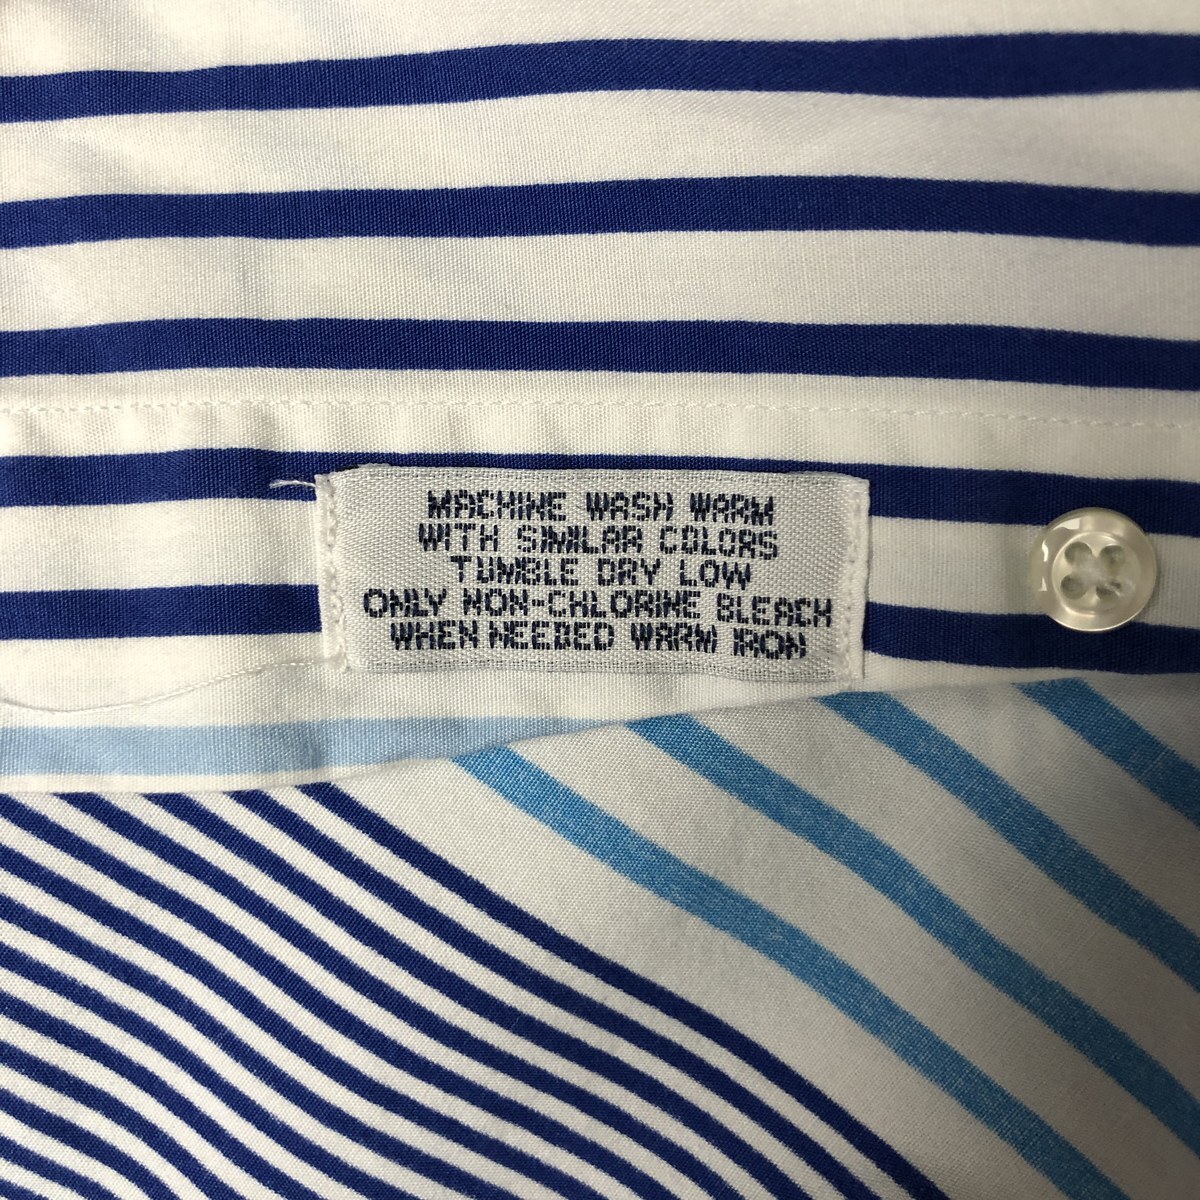 MACHINE WASH WARM
WITH SIMILAR COLORS
TUMBLE DRY LOW
ONLY NON-CHLORINE BLEACH
WHEN NEEDED WARM IRON